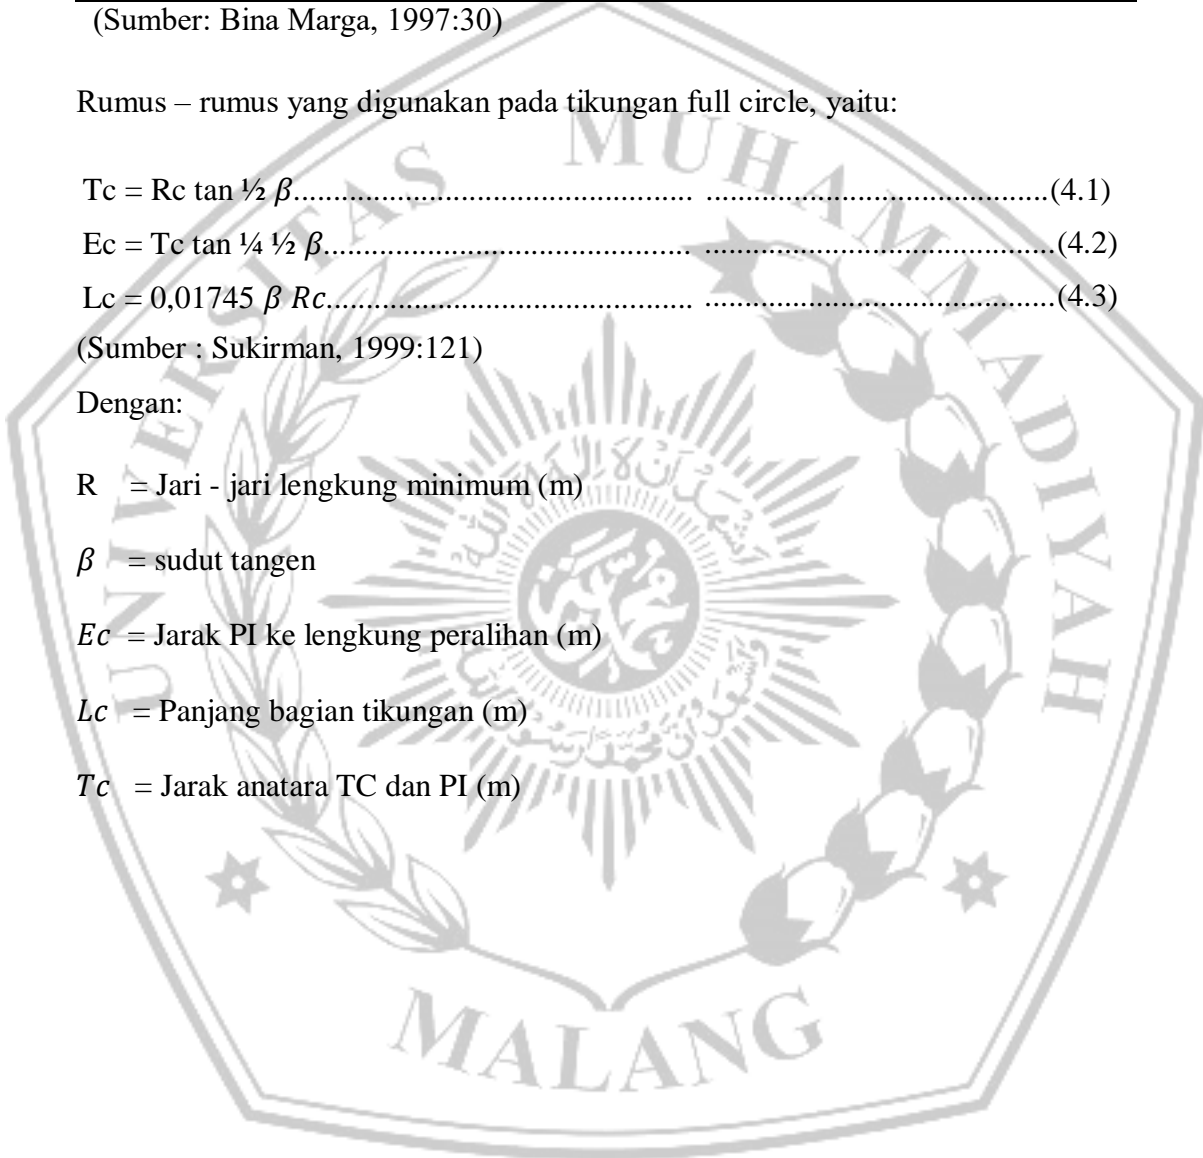 (Sumber: Bina Marga, 1997:30)
Rumus – rumus yang digunakan pada tikungan full circle, yaitu:
Tc = Rc tan ½ 𝛽.................................................. ...........................................(4.1)
Ec = Tc tan ¼ ½ 𝛽.............................................. ............................................(4.2)
Lc = 0,01745 𝛽 𝑅𝑐.............................................. ............................................(4.3)
(Sumber : Sukirman, 1999:121)
Dengan:
R = Jari - jari lengkung minimum (m)
𝛽 = sudut tangen
𝐸𝑐 = Jarak PI ke lengkung peralihan (m)
𝐿𝑐 = Panjang bagian tikungan (m)
𝑇𝑐 = Jarak anatara TC dan PI (m)
UNIVERSITAS MUHAMMADIYAH
MALANG